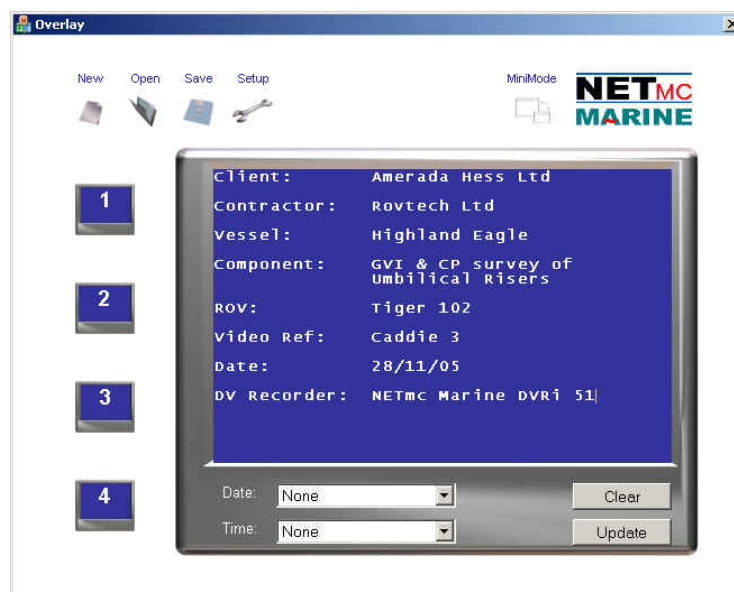 Overlay
New Open Save Setup MiniMode
NETMC
MARINE
Client: Amerada Hess Ltd
1
Contractor: Rovtech Ltd
Vessel: Highland Eagle
Component: GVI & CP survey of
Umbilical Risers
2
ROV: Tiger 102
Video Ref: Caddie 3
Date: 28/11/05
3
DV Recorder: NETmc Marine DVRi 51
4
Date: None Clear
Time: None Update